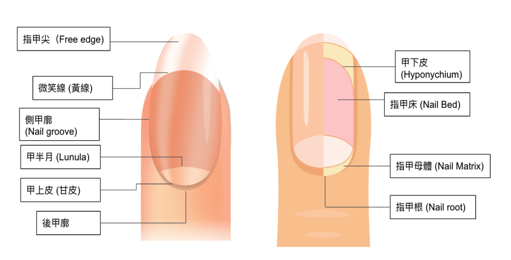 指甲尖（Free edge)
微笑線 (黃線)
側甲廓
(Nail groove)
甲半月 (Lunula)
甲上皮 (甘皮)
後甲廓
甲下皮
(Hyponychium)
指甲床 (Nail Bed)
指甲母體 (Nail Matrix)
指甲根 (Nail root)